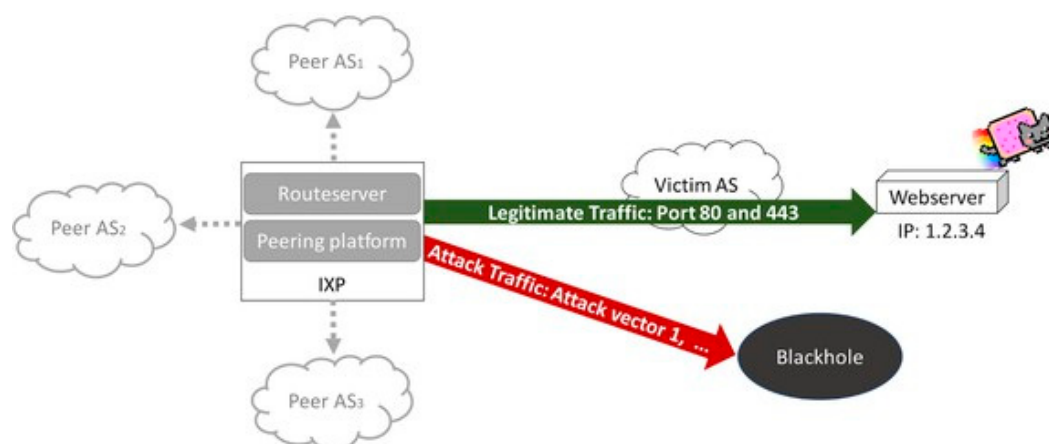 Peer AS₁
Routeserver
Victim AS
Webserver
Legitimate Traffic: Port 80 and 443
Peer AS₂
Peering platform
IP: 1.2.3.4
Attack Traffic: Attack vector 1, ...
IXP
Blackhole
Peer AS₃